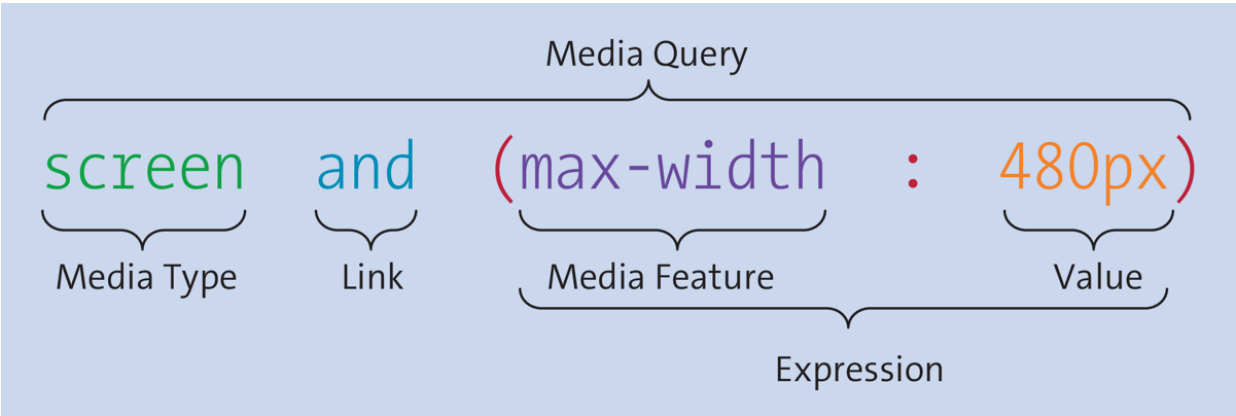 Media Query
screen and (max-width : 480px)
Media Type Link Media Feature Value
Expression